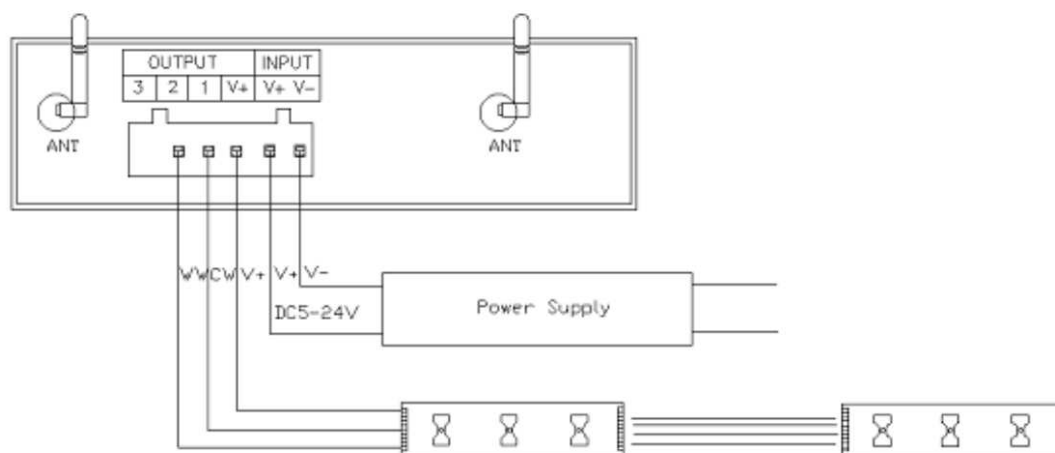 OUTPUT INPUT
3 2 1 V+ V+ V-
ANT
ANT
WW CW V+ V+ V-
DC5-24V
Power Supply